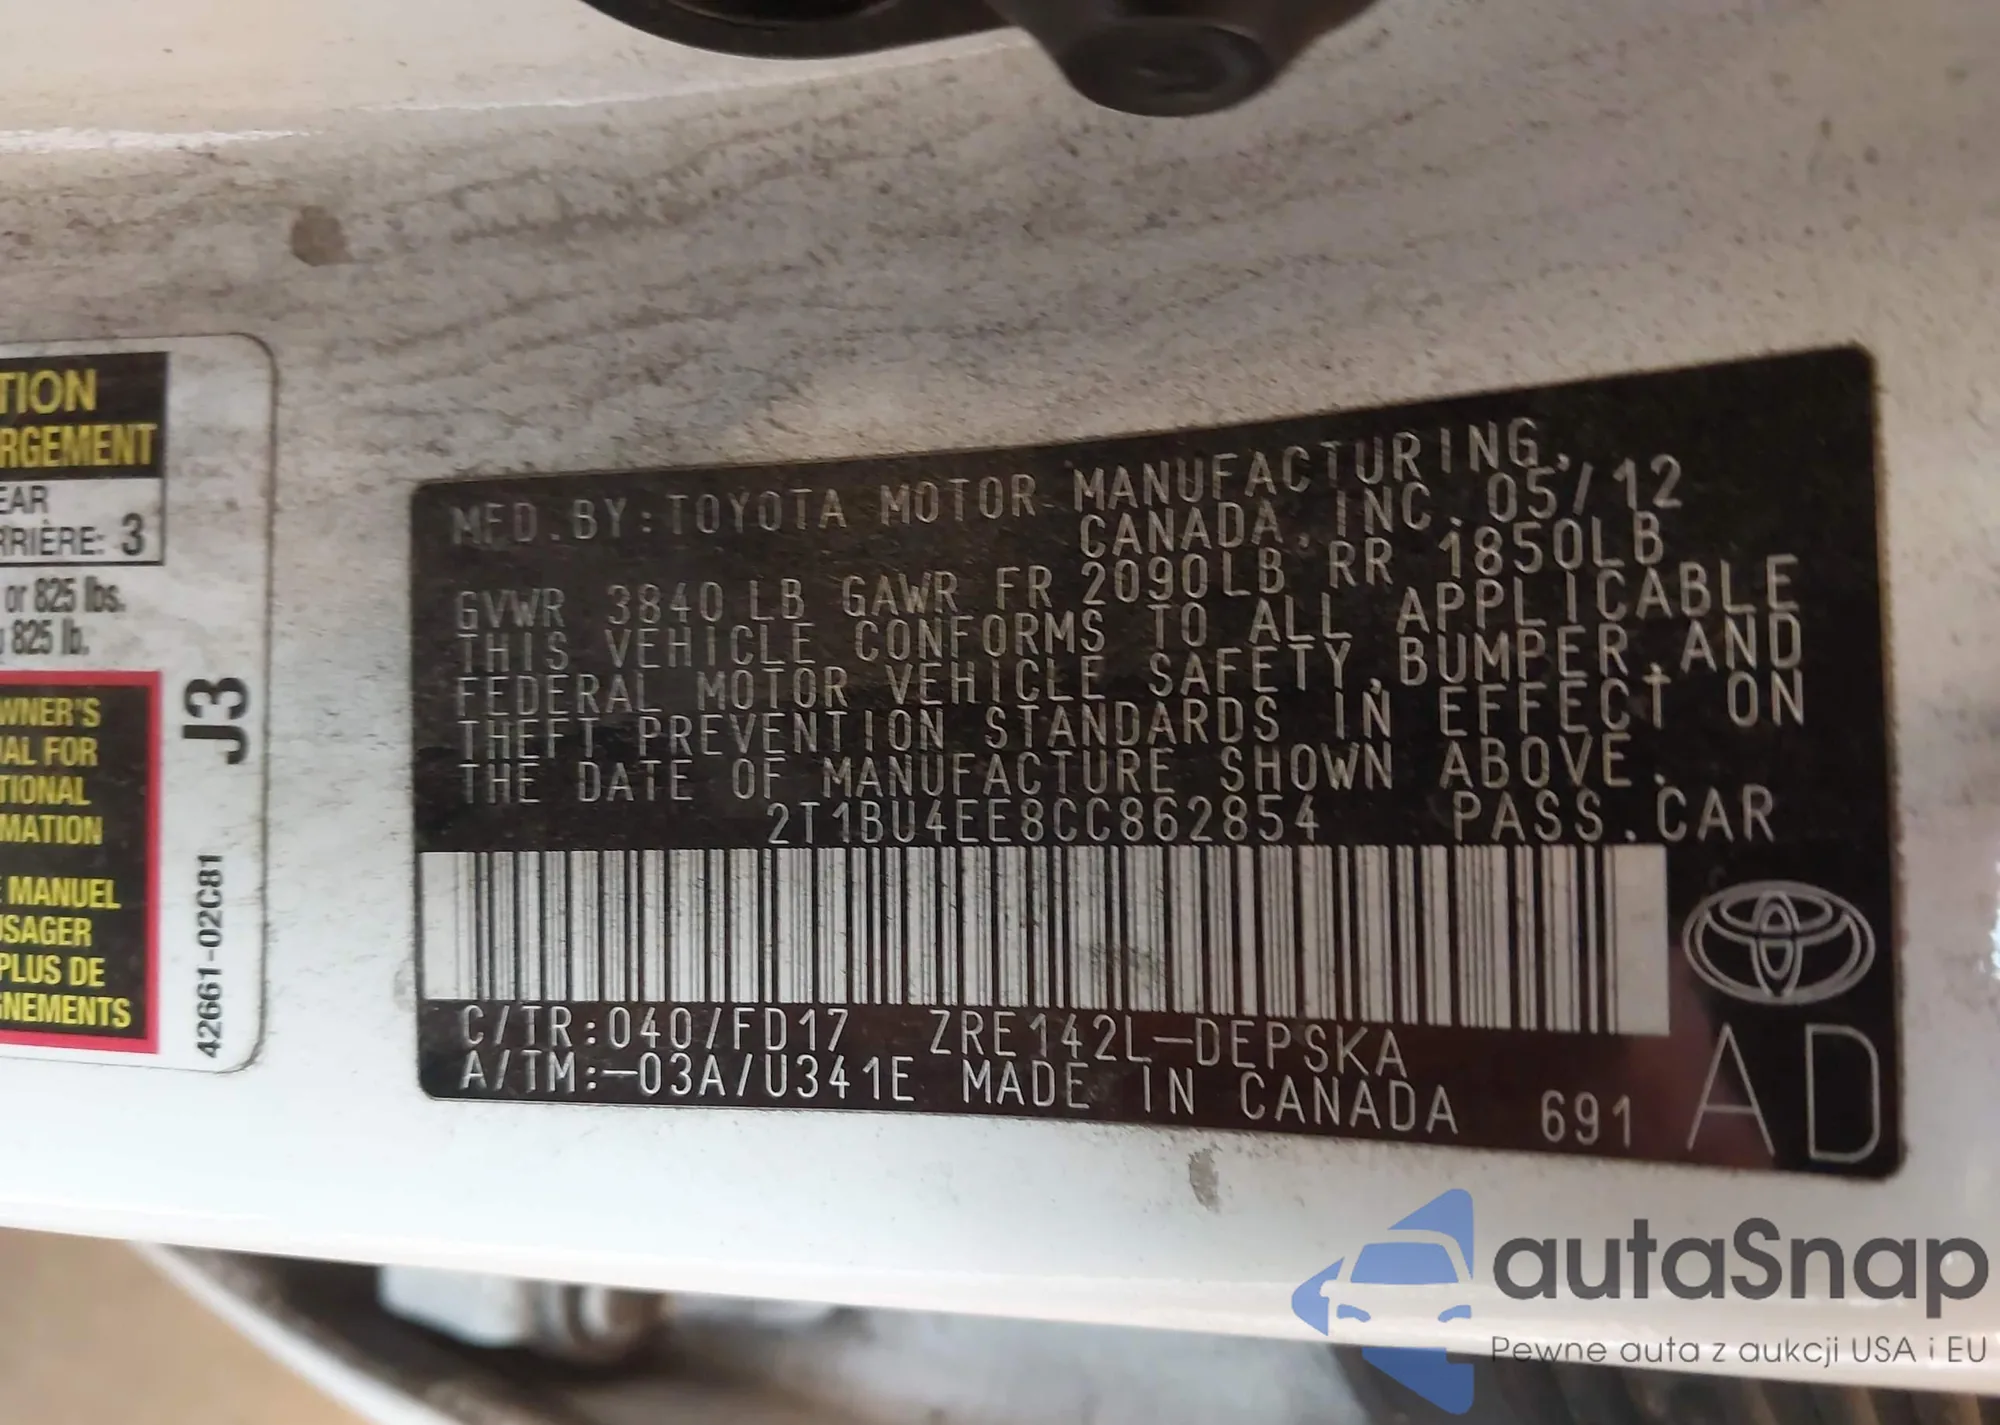 TION
RGEMENT
EAR
RRIÈRE: 3
or 825 lbs.
825 lb.
WNER'S
AL FOR
TIONAL
MATION
MANUEL
USAGER
PLUS DE
GNEMENTS
J3
42661-02C81
MFD.BY:TOYOTA MOTOR MANUFACTURING,
CANADA,INC. 05/12
GVWR 3840 LB GAWR FR 2090LB RR 1850LB
THIS VEHICLE CONFORMS TO ALL APPLICABLE
FEDERAL MOTOR VEHICLE SAFETY,BUMPER,AND
THEFT PREVENTION STANDARDS IN EFFECT ON
THE DATE OF MANUFACTURE SHOWN ABOVE.
2T1BU4EE8CC862854 PASS.CAR
C/TR:040/FD17 ZRE142L-DEPSKA
A/TM:-03A/U341E MADE IN CANADA 691
AD
autaSnap
Pewne auta z aukcji USA i EU